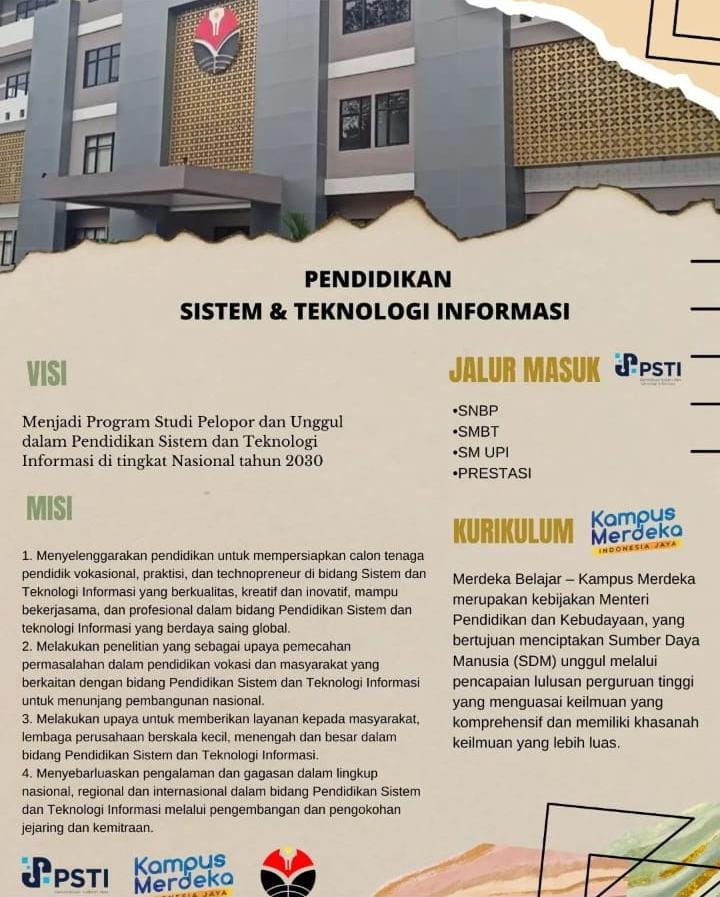 PENDIDIKAN
SISTEM & TEKNOLOGI INFORMASI
VISI
Menjadi Program Studi Pelopor dan Unggul
dalam Pendidikan Sistem dan Teknologi
Informasi di tingkat Nasional tahun 2030
MISI
1. Menyelenggarakan pendidikan untuk mempersiapkan calon tenaga
pendidik vokasional, praktisi, dan technopreneur di bidang Sistem dan
Teknologi Informasi yang berkualitas, kreatif dan inovatif, mampu
bekerjasama, dan profesional dalam bidang Pendidikan Sistem dan
teknologi Informasi yang berdaya saing global.
2. Melakukan penelitian yang sebagai upaya pemecahan
permasalahan dalam pendidikan vokasi dan masyarakat yang
berkaitan dengan bidang Pendidikan Sistem dan Teknologi Informasi
untuk menunjang pembangunan nasional.
3. Melakukan upaya untuk memberikan layanan kepada masyarakat,
lembaga perusahaan berskala kecil, menengah dan besar dalam
bidang Pendidikan Sistem dan Teknologi Informasi.
4. Menyebarluaskan pengalaman dan gagasan dalam lingkup
nasional, regional dan internasional dalam bidang Pendidikan Sistem
dan Teknologi Informasi melalui pengembangan dan pengokohan
jejaring dan kemitraan.
JALUR MASUK
PSTI
•SNBP
•SMBT
•SM UPI
•PRESTASI
KURIKULUM
Kampus
Merdeka
INDONESIA JAYA
Merdeka Belajar – Kampus Merdeka
merupakan kebijakan Menteri
Pendidikan dan Kebudayaan, yang
bertujuan menciptakan Sumber Daya
Manusia (SDM) unggul melalui
pencapaian lulusan perguruan tinggi
yang menguasai keilmuan yang
komprehensif dan memiliki khasanah
keilmuan yang lebih luas.
PSTI
Kampus
Merdeka
INDONESIA JAYA